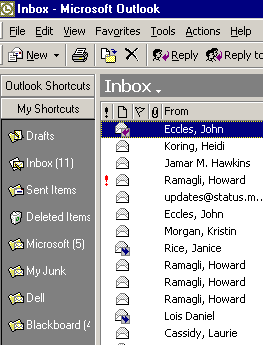 Inbox - Microsoft Outlook
File Edit View Favorites Tools Actions H
New Reply Reply to
Outlook Shortcuts
My Shortcuts
Drafts
Inbox (11)
Sent Items
Deleted Items
Microsoft (5)
My Junk
Dell
Blackboard (4
Inbox
! From
Eccles, John
Koring, Heidi
Jamar M. Hawkins
! Ramagli, Howard
updates@status.m...
Eccles, John
Morgan, Kristin
Rice, Janice
Ramagli, Howard
Ramagli, Howard
Ramagli, Howard
Lois Daniel
Cassidy, Laurie